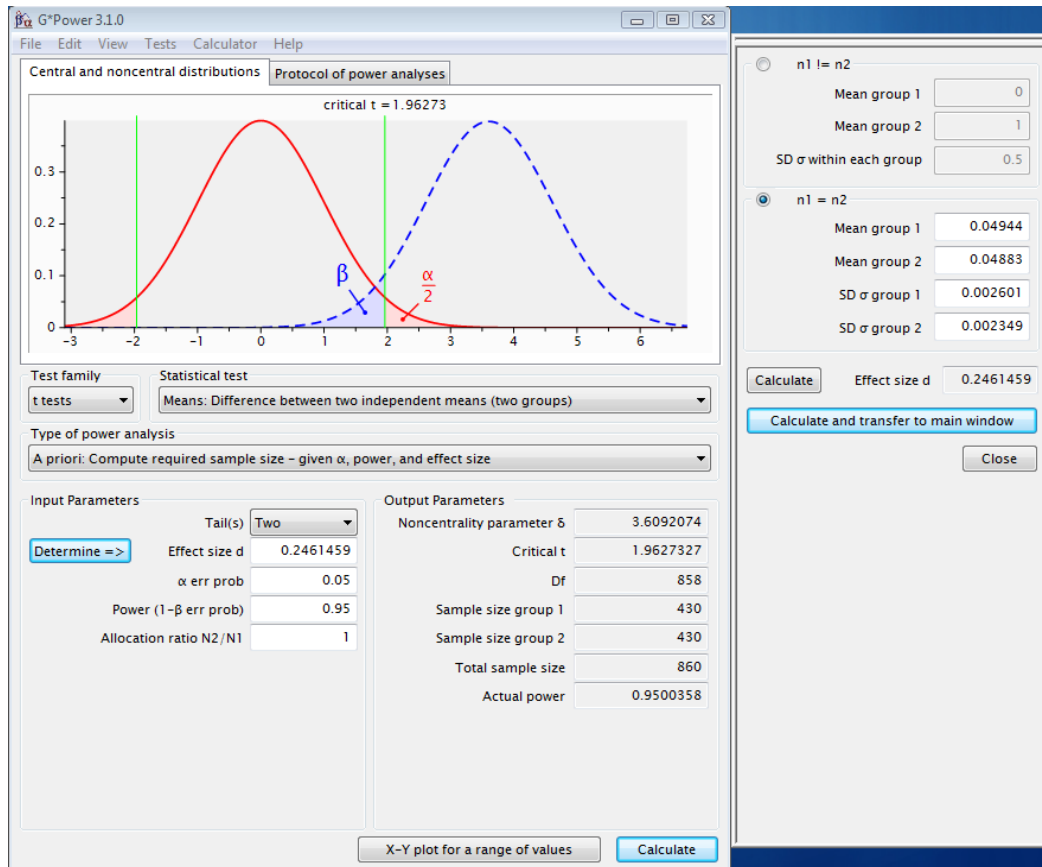 βα G*Power 3.1.0
File Edit View Tests Calculator Help
Central and noncentral distributions Protocol of power analyses
critical t = 1.96273
0.3
0.2
0.1
0
β
α
2
-3 -2 -1 0 1 2 3 4 5 6
Test family Statistical test
t tests Means: Difference between two independent means (two groups)
Type of power analysis
A priori: Compute required sample size – given α, power, and effect size
Input Parameters
Tail(s) Two
Determine => Effect size d 0.2461459
α err prob 0.05
Power (1-β err prob) 0.95
Allocation ratio N2/N1 1
Output Parameters
Noncentrality parameter δ 3.6092074
Critical t 1.9627327
Df 858
Sample size group 1 430
Sample size group 2 430
Total sample size 860
Actual power 0.9500358
X-Y plot for a range of values Calculate
n1 != n2
Mean group 1 0
Mean group 2 1
SD σ within each group 0.5
n1 = n2
Mean group 1 0.04944
Mean group 2 0.04883
SD σ group 1 0.002601
SD σ group 2 0.002349
Calculate Effect size d 0.2461459
Calculate and transfer to main window
Close